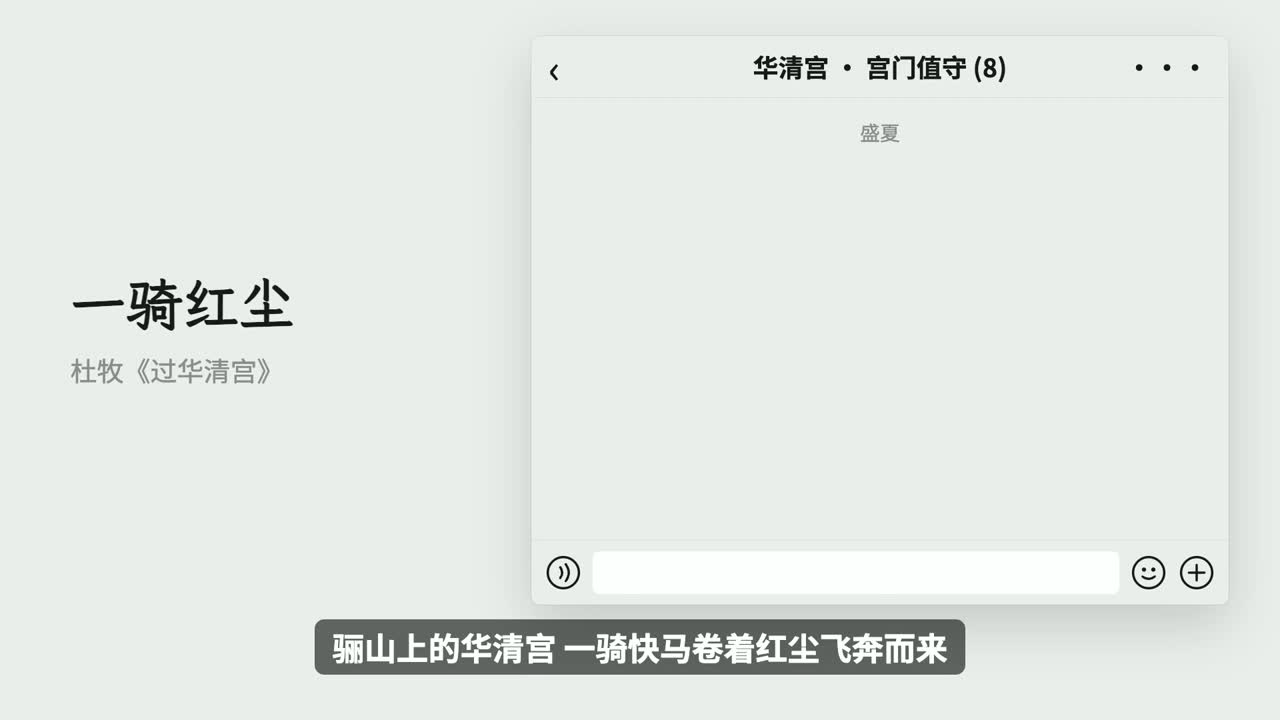 一骑红尘
杜牧《过华清宫》
华清宫 · 宫门值守 (8)
盛夏
骊山上的华清宫 一骑快马卷着红尘飞奔而来